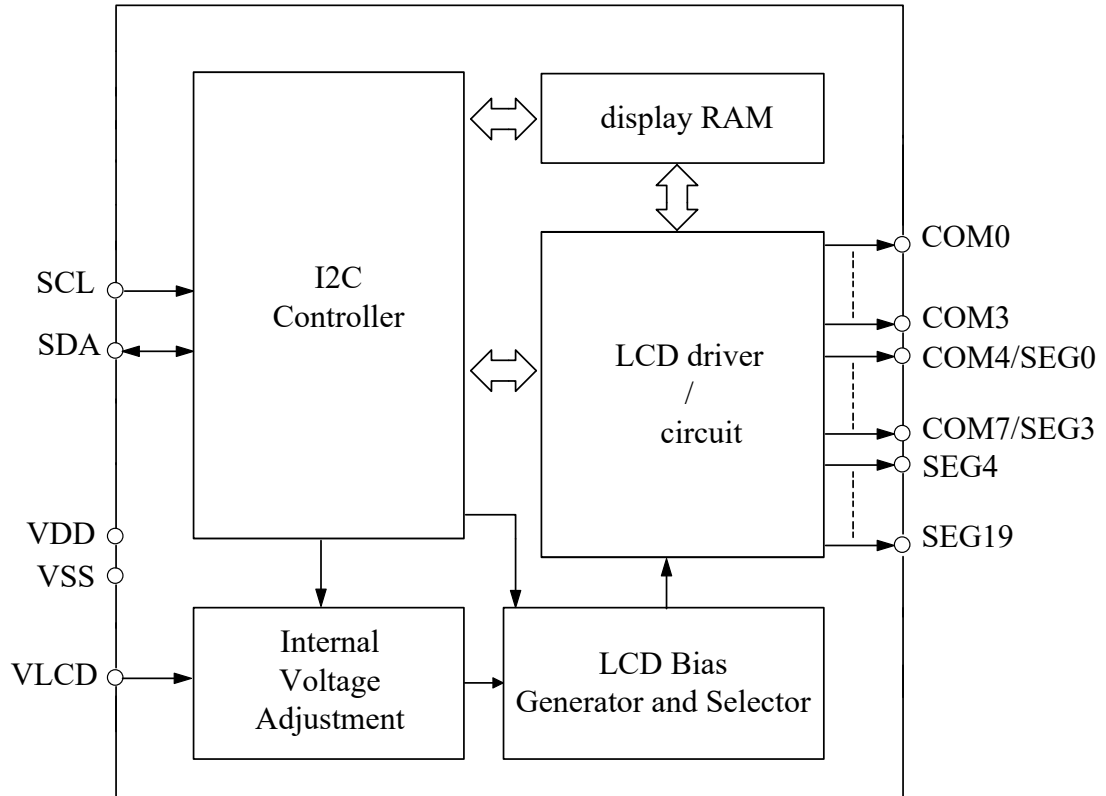 display RAM
COM0
SCL
I2C
Controller
COM3
SDA
LCD driver
/
circuit
COM4/SEG0
COM7/SEG3
SEG4
VDD
SEG19
VSS
VLCD
Internal
Voltage
Adjustment
LCD Bias
Generator and Selector